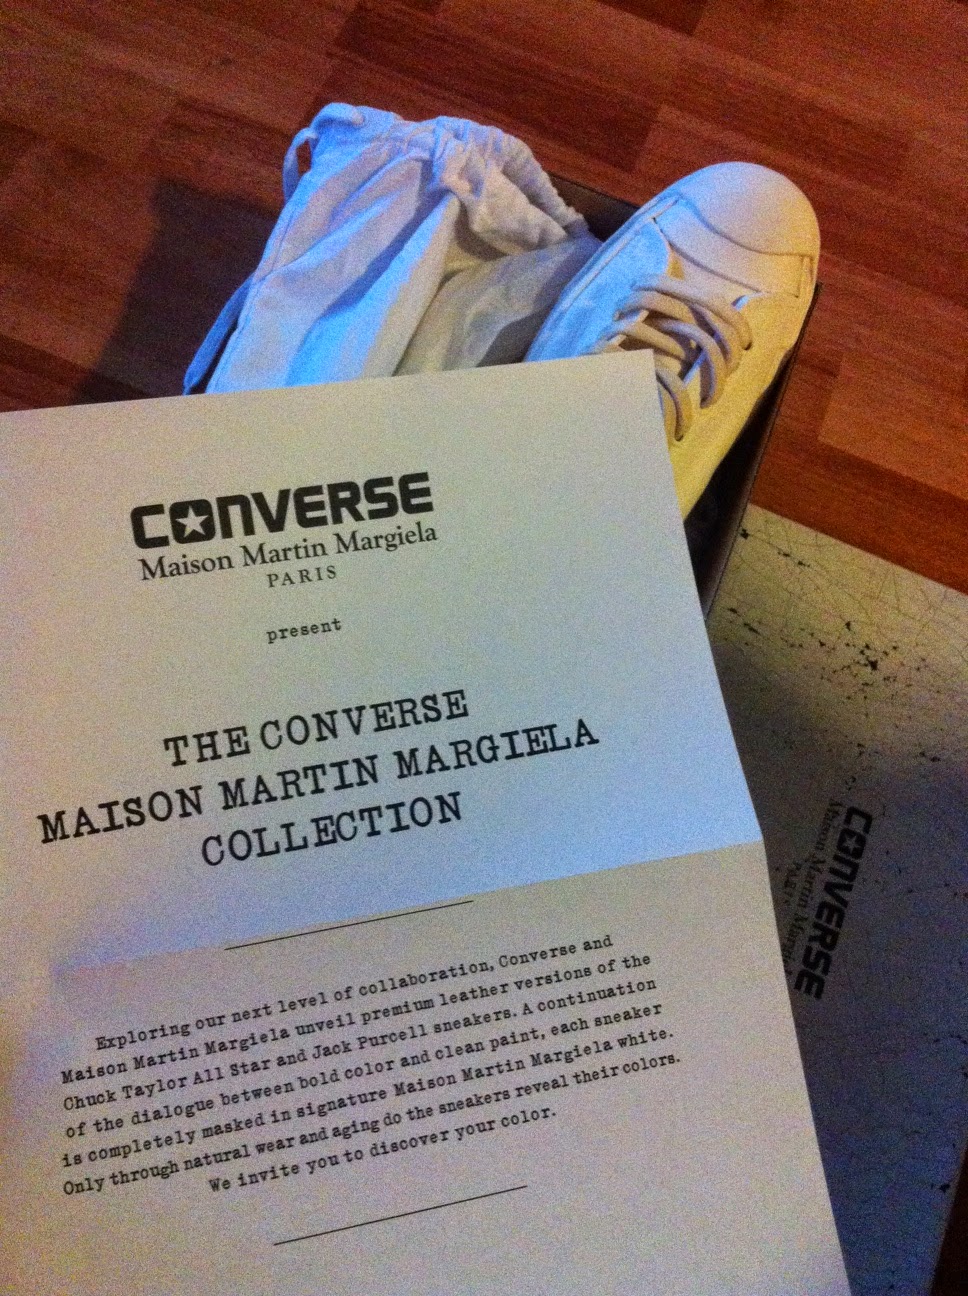 CONVERSE
Maison Martin Margiela
PARIS
present
THE CONVERSE
MAISON MARTIN MARGIELA
COLLECTION
Exploring our next level of collaboration, Converse and
Maison Martin Margiela unveil premium leather versions of the
Chuck Taylor All Star and Jack Purcell sneakers. A continuation
of the dialogue between bold color and clean paint, each sneaker
is completely masked in signature Maison Martin Margiela white.
Only through natural wear and aging do the sneakers reveal their colors.
We invite you to discover your color.
CONVERSE
Maison Martin Margiela
PARIS